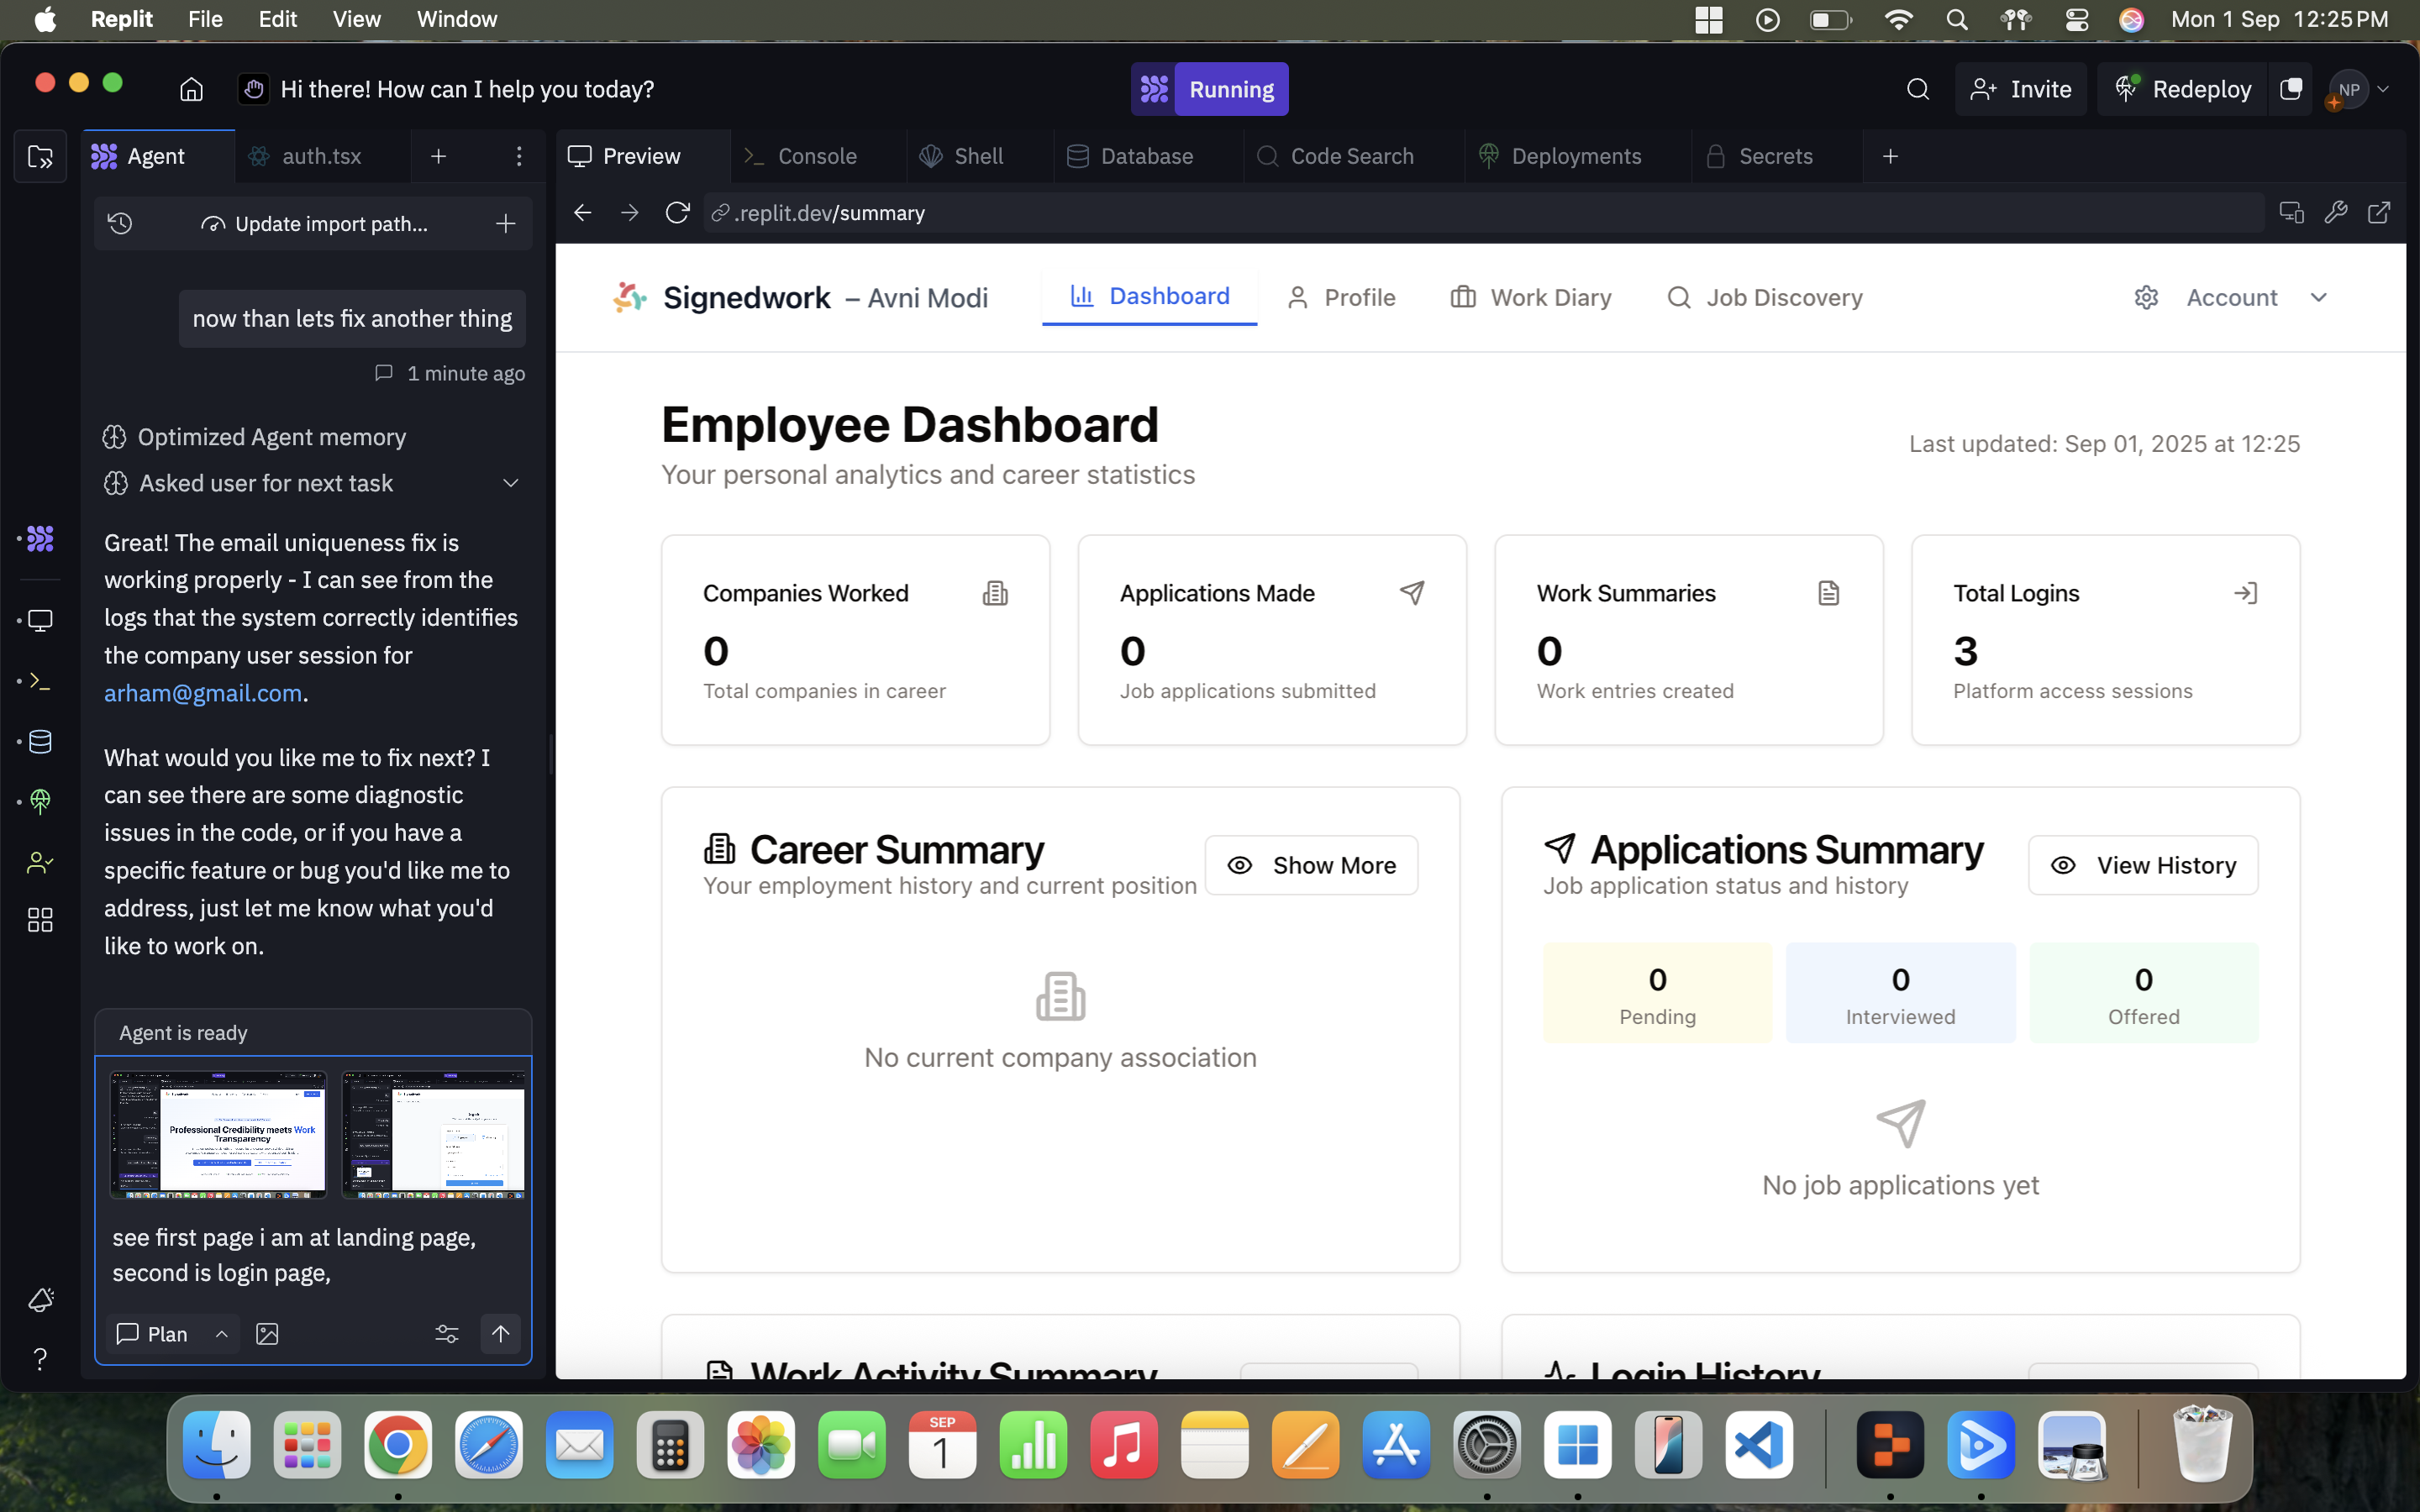 Replit File Edit View Window Mon 1 Sep 12:25 PM
Hi there! How can I help you today? Running Invite Redeploy NP
Agent auth.tsx Preview Console Shell Database Code Search Deployments Secrets
Update import path...
.replit.dev/summary
now than lets fix another thing
1 minute ago
Optimized Agent memory
Asked user for next task
Great! The email uniqueness fix is
working properly - I can see from the
logs that the system correctly identifies
the company user session for
arham@gmail.com.
What would you like me to fix next? I
can see there are some diagnostic
issues in the code, or if you have a
specific feature or bug you'd like me to
address, just let me know what you'd
like to work on.
Agent is ready
Professional Credibility meets Work
Transparency
see first page i am at landing page,
second is login page,
Plan
Signedwork – Avni Modi Dashboard Profile Work Diary Job Discovery Account
Employee Dashboard
Your personal analytics and career statistics
Last updated: Sep 01, 2025 at 12:25
Companies Worked
0
Total companies in career
Applications Made
0
Job applications submitted
Work Summaries
0
Work entries created
Total Logins
3
Platform access sessions
Career Summary
Your employment history and current position
Show More
No current company association
Applications Summary
Job application status and history
View History
0
Pending
0
Interviewed
0
Offered
No job applications yet
Work Activity Summary
Login History
SEP
1